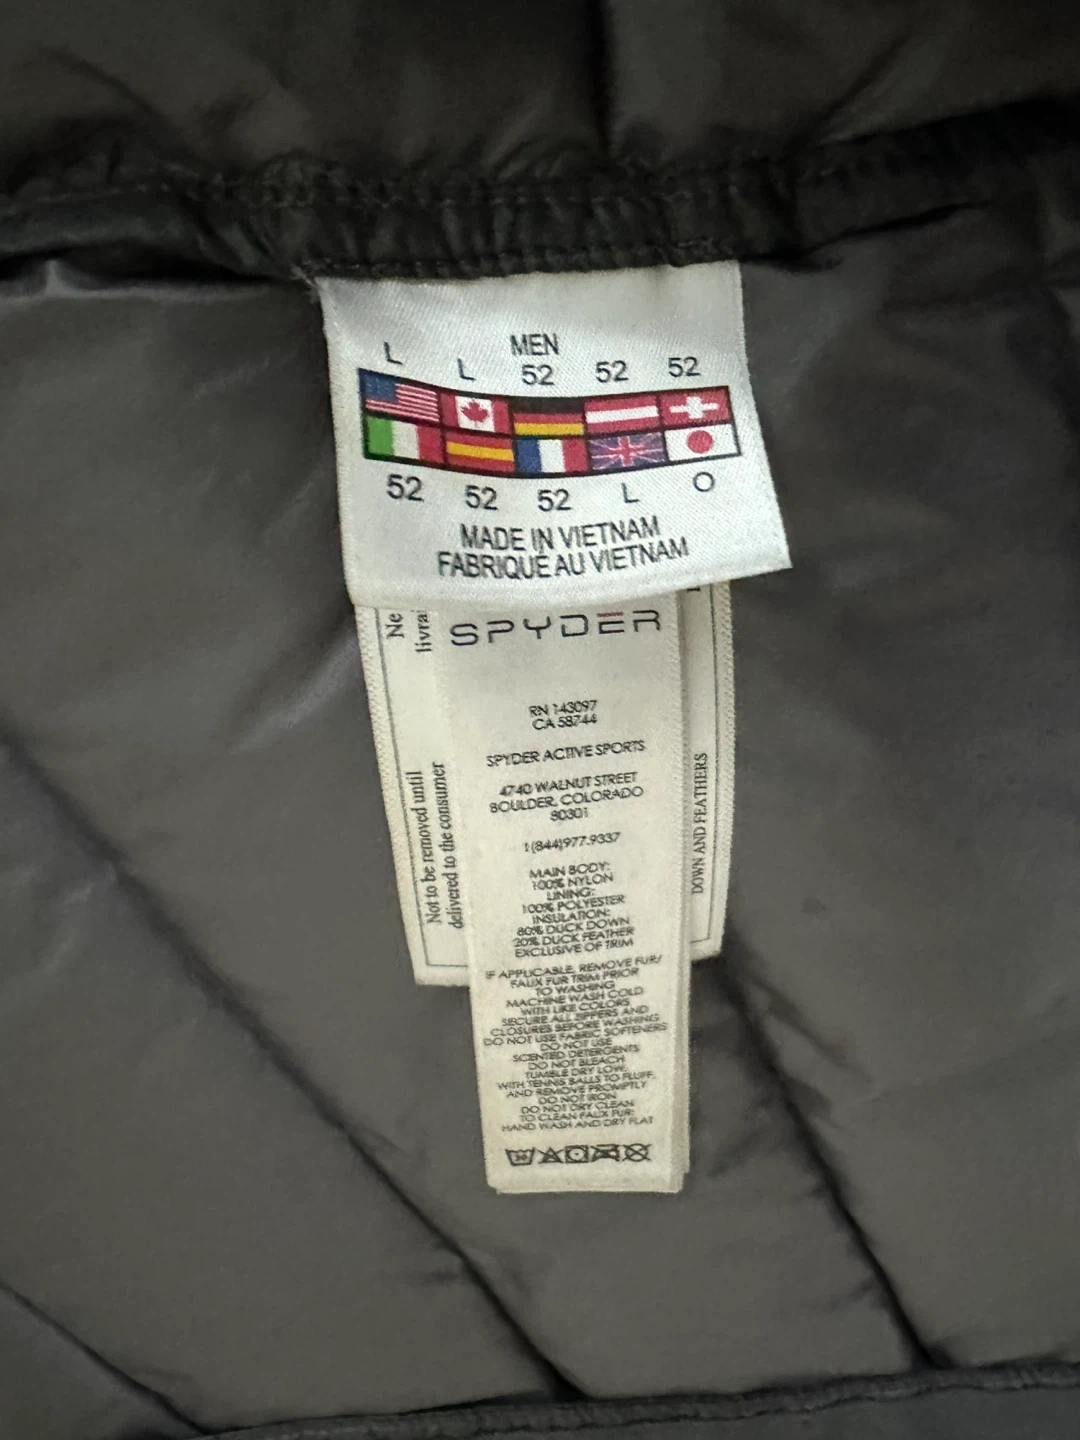 MEN
L L 52 52 52
52 52 52 L O
MADE IN VIETNAM
FABRIQUÉ AU VIETNAM
Ne
livrai
SPYDER
RN 143097
CA 58744
SPYDER ACTIVE SPORTS
4740 WALNUT STREET
BOULDER, COLORADO
80301
1(844)977.9337
MAIN BODY:
100% NYLON
LINING:
100% POLYESTER
INSULATION:
80% DUCK DOWN
20% DUCK FEATHER
EXCLUSIVE OF TRIM
IF APPLICABLE, REMOVE FUR/
FAUX FUR TRIM PRIOR
TO WASHING
MACHINE WASH COLD
WITH LIKE COLORS
SECURE ALL ZIPPERS AND
CLOSURES BEFORE WASHING
DO NOT USE FABRIC SOFTENERS
DO NOT USE
SCENTED DETERGENTS
DO NOT BLEACH
TUMBLE DRY LOW,
WITH TENNIS BALLS TO FLUFF,
AND REMOVE PROMPTLY
DO NOT IRON
DO NOT DRY CLEAN
TO CLEAN FAUX FUR:
HAND WASH AND DRY FLAT
Not to be removed until
delivered to the consumer
DOWN AND FEATHERS